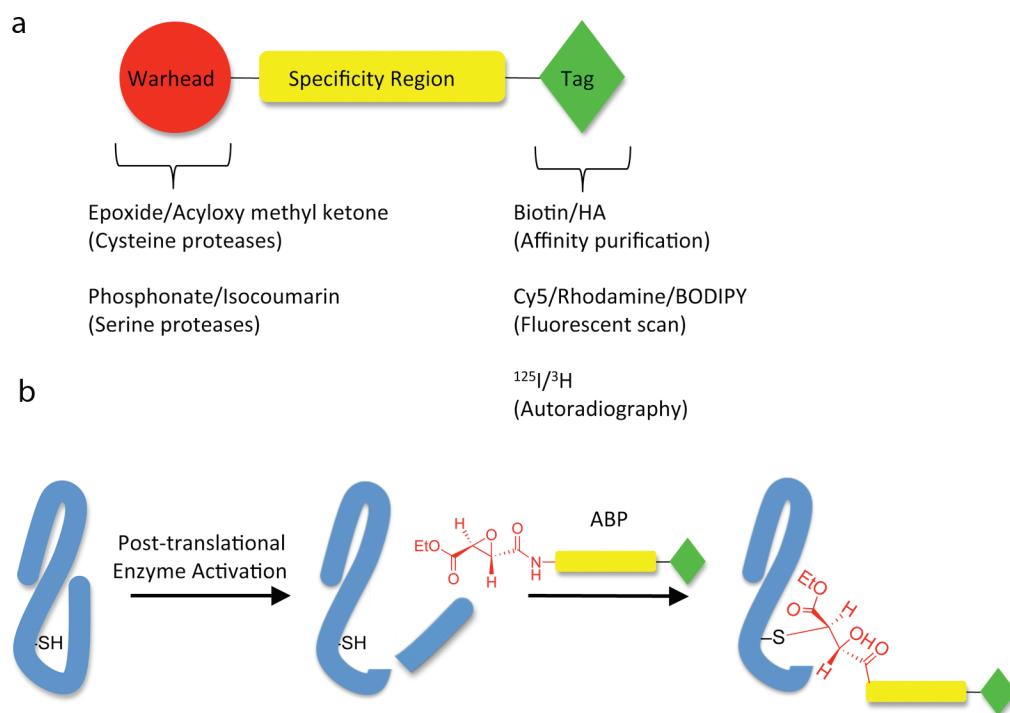 a
Warhead
Specificity Region
Tag
Epoxide/Acyloxy methyl ketone
(Cysteine proteases)
Phosphonate/Isocoumarin
(Serine proteases)
Biotin/HA
(Affinity purification)
Cy5/Rhodamine/BODIPY
(Fluorescent scan)
¹²⁵I/³H
(Autoradiography)
b
-SH
Post-translational
Enzyme Activation
-SH
H
O
O
EtO
O
N
H
H
ABP
EtO
O
H
-S
OH
O
H